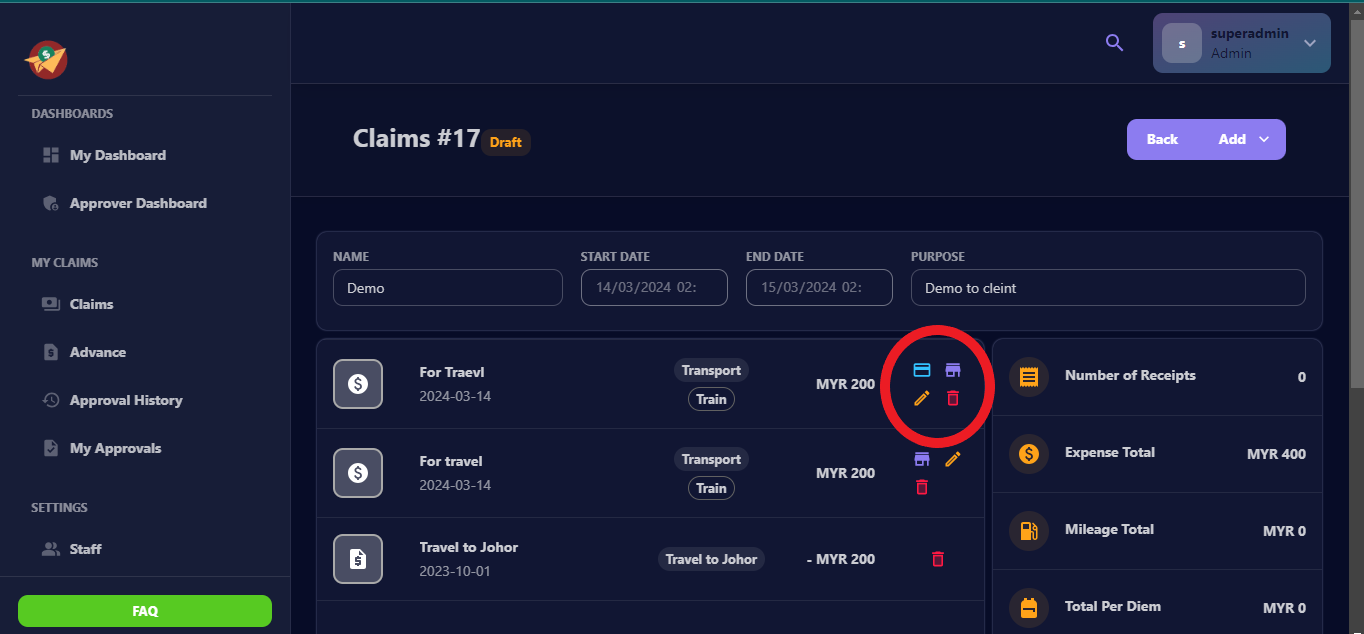 superadmin
s
Admin
DASHBOARDS
My Dashboard
Approver Dashboard
MY CLAIMS
Claims
Advance
Approval History
My Approvals
SETTINGS
Staff
FAQ
Claims #17 Draft
Back Add
NAME START DATE END DATE PURPOSE
Demo 14/03/2024 02: 15/03/2024 02: Demo to cleint
For Traevl Transport
2024-03-14 Train MYR 200
For travel Transport
2024-03-14 Train MYR 200
Travel to Johor Travel to Johor - MYR 200
2023-10-01
Number of Receipts 0
Expense Total MYR 400
Mileage Total MYR 0
Total Per Diem MYR 0